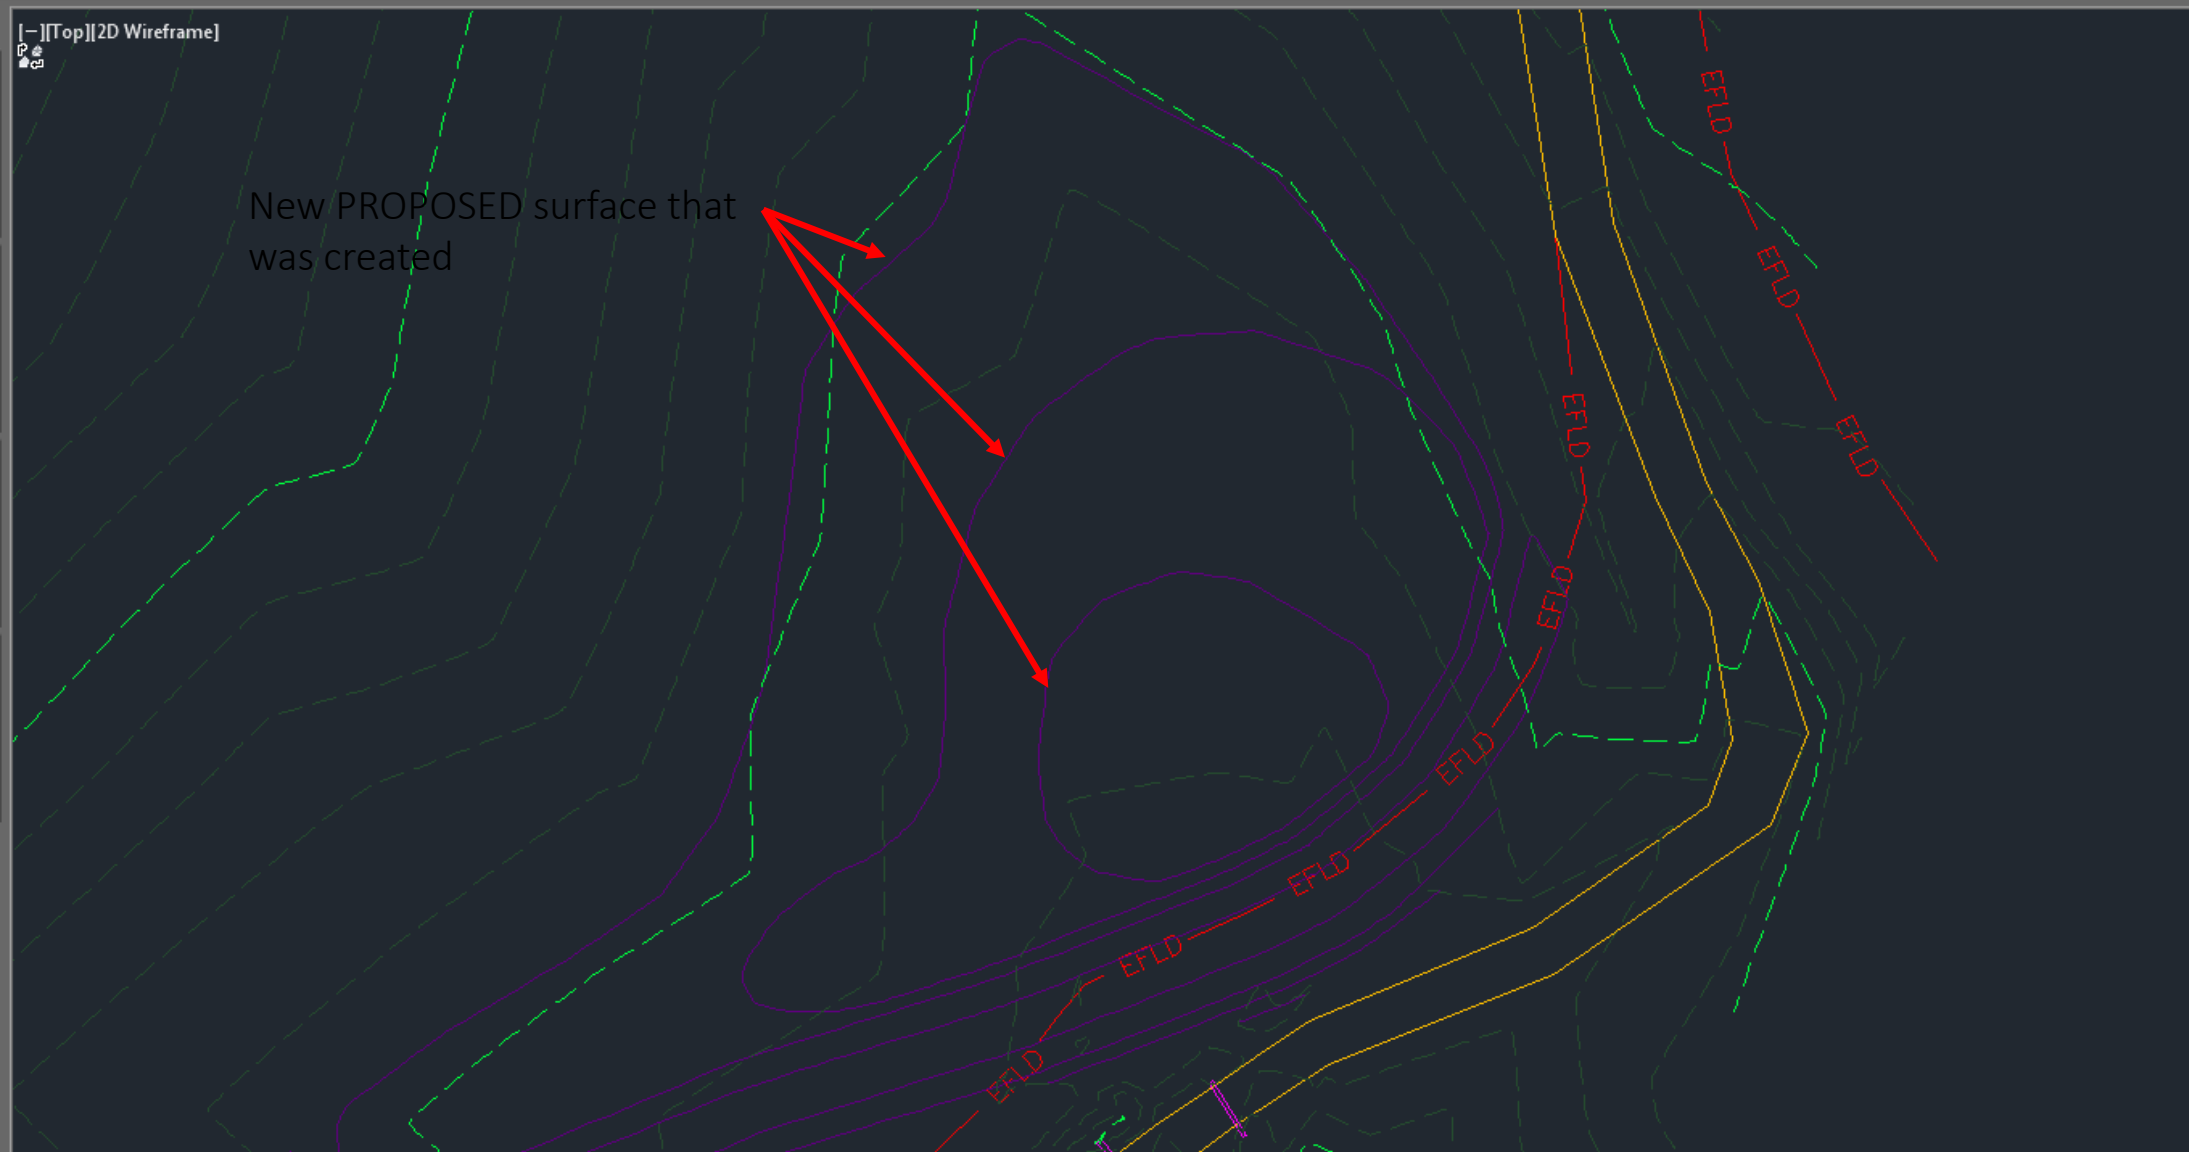 [−][Top][2D Wireframe]
New PROPOSED surface that
was created
EFLD
EFLD
EFLD
EFLD
EFLD
EFLD
EFLD
EFLD
EFLD